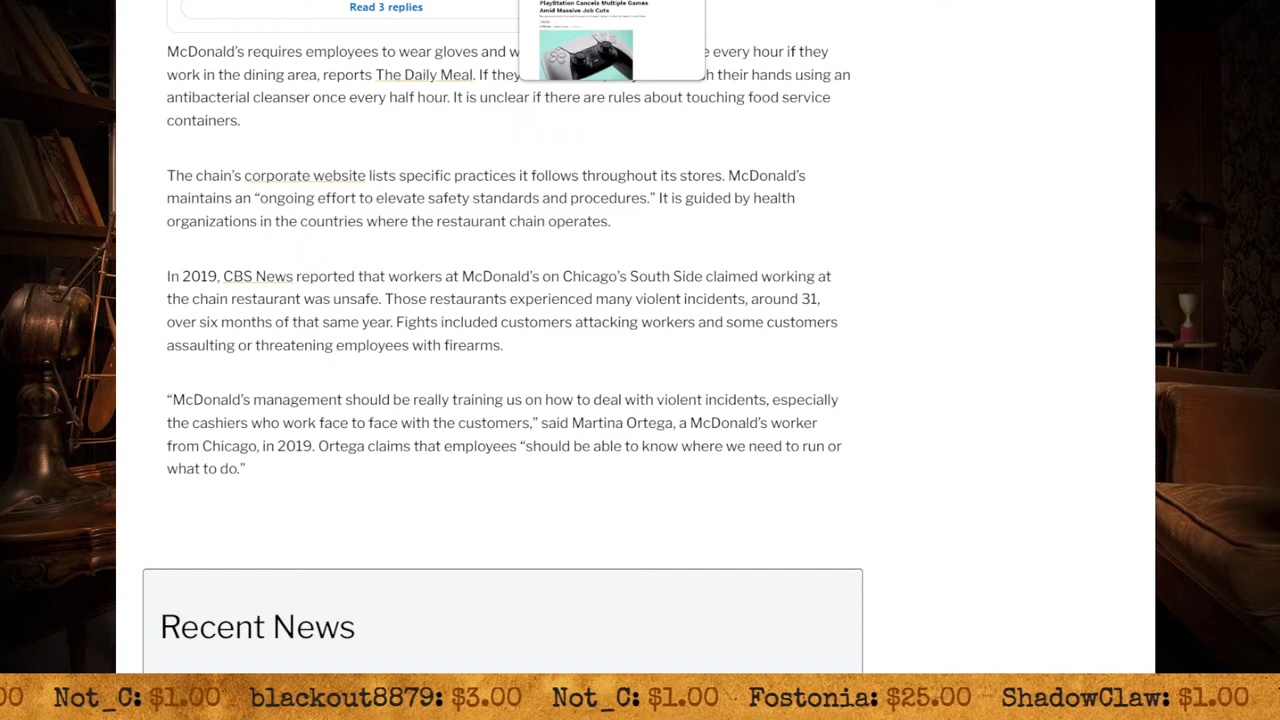 Read 3 replies
PlayStation Cancels Multiple Games
Amid Massive Job Cuts
McDonald’s requires employees to wear gloves and w e every hour if they
work in the dining area, reports The Daily Meal. If they h their hands using an
antibacterial cleanser once every half hour. It is unclear if there are rules about touching food service
containers.
The chain’s corporate website lists specific practices it follows throughout its stores. McDonald’s
maintains an “ongoing effort to elevate safety standards and procedures.” It is guided by health
organizations in the countries where the restaurant chain operates.
In 2019, CBS News reported that workers at McDonald’s on Chicago’s South Side claimed working at
the chain restaurant was unsafe. Those restaurants experienced many violent incidents, around 31,
over six months of that same year. Fights included customers attacking workers and some customers
assaulting or threatening employees with firearms.
“McDonald’s management should be really training us on how to deal with violent incidents, especially
the cashiers who work face to face with the customers,” said Martina Ortega, a McDonald’s worker
from Chicago, in 2019. Ortega claims that employees “should be able to know where we need to run or
what to do.”
Recent News
00 Not_C: $1.00 blackout8879: $3.00 Not_C: $1.00 Fostonia: $25.00 ShadowClaw: $1.00